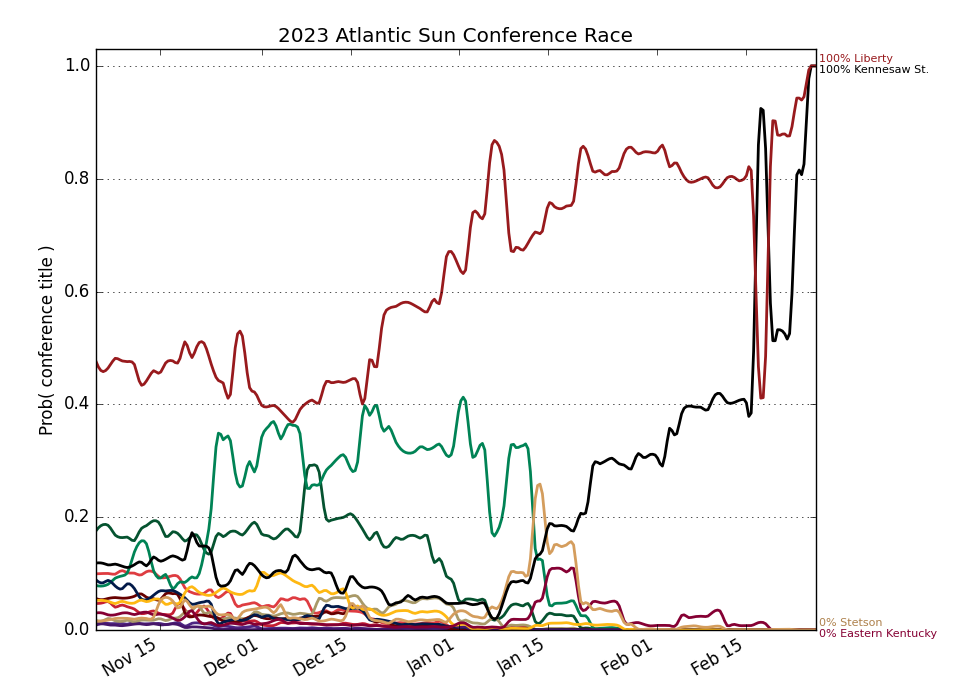 2023 Atlantic Sun Conference Race
Prob( conference title )
1.0
0.8
0.6
0.4
0.2
0.0
Nov 15
Dec 01
Dec 15
Jan 01
Jan 15
Feb 01
Feb 15
100% Liberty
100% Kennesaw St.
0% Stetson
0% Eastern Kentucky